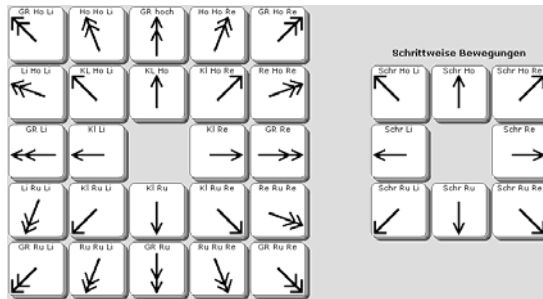 GR Ho Li
Ho Ho Li
GR hoch
Ho Ho Re
GR Ho Re
Li Ho Li
KL Ho Li
KL Ho
Kl Ho Re
Re Ho Re
GR Li
Kl Li
Kl Re
GR Re
Li Ru Li
Kl Ru Li
Kl Ru
Kl Ru Re
Re Ru Re
GR Ru Li
Ru Ru Li
GR Ru
Ru Ru Re
GR Ru Re
Schrittweise Bewegungen
Schr Ho Li
Schr Ho
Schr Ho Re
Schr Li
Schr Re
Schr Ru Li
Schr Ru
Schr Ru Re